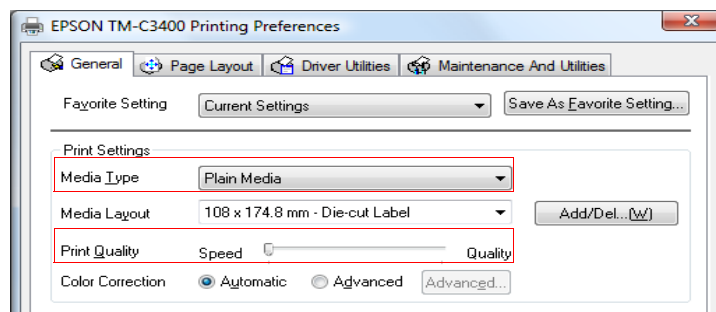 EPSON TM-C3400 Printing Preferences
General Page Layout Driver Utilities Maintenance And Utilities
Favorite Setting Current Settings Save As Favorite Setting...
Print Settings
Media Type Plain Media
Media Layout 108 x 174.8 mm - Die-cut Label Add/Del...(W)
Print Quality Speed Quality
Color Correction Automatic Advanced Advanced...